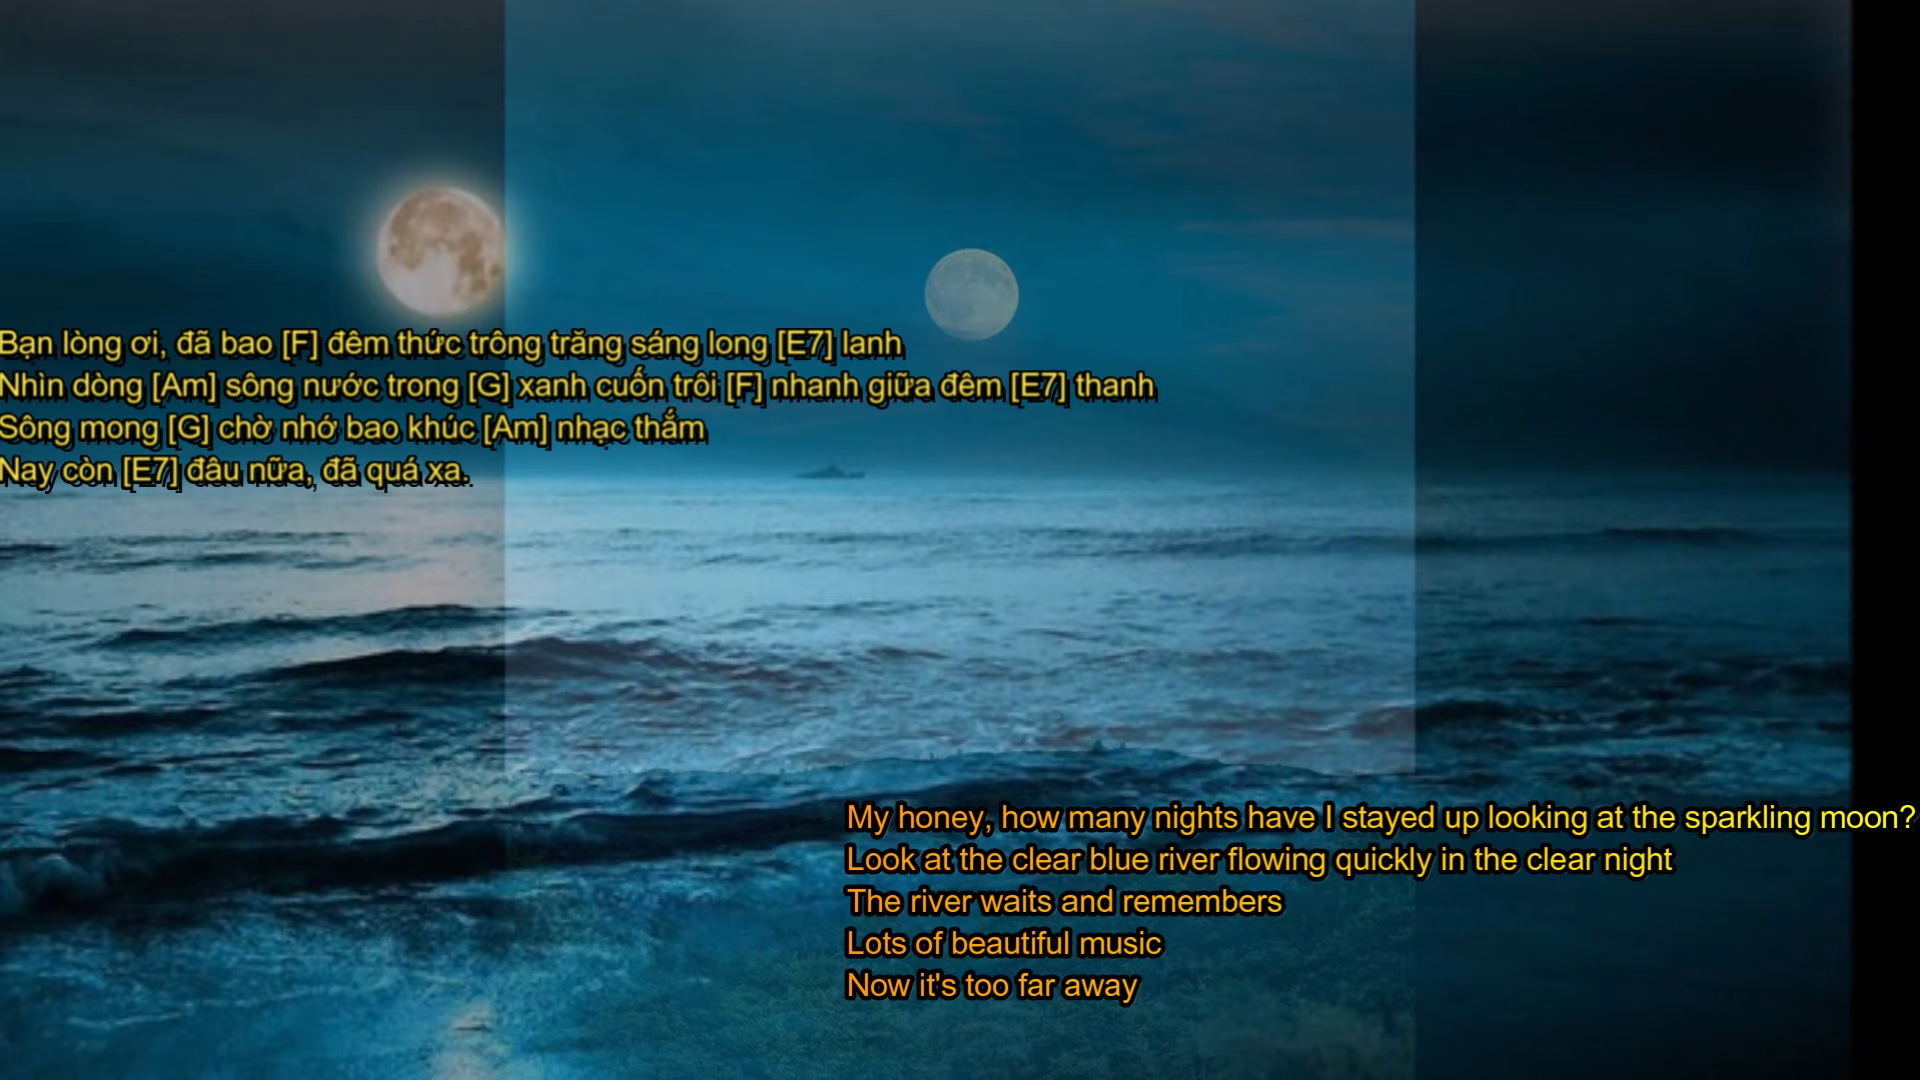 Bạn lòng ơi, đã bao [F] đêm thức trông trăng sáng long [E7] lanh
Nhìn dòng [Am] sông nước trong [G] xanh cuốn trôi [F] nhanh giữa đêm [E7] thanh
Sông mong [G] chờ nhớ bao khúc [Am] nhạc thắm
Nay còn [E7] đâu nữa, đã quá xa.
My honey, how many nights have I stayed up looking at the sparkling moon?
Look at the clear blue river flowing quickly in the clear night
The river waits and remembers
Lots of beautiful music
Now it's too far away